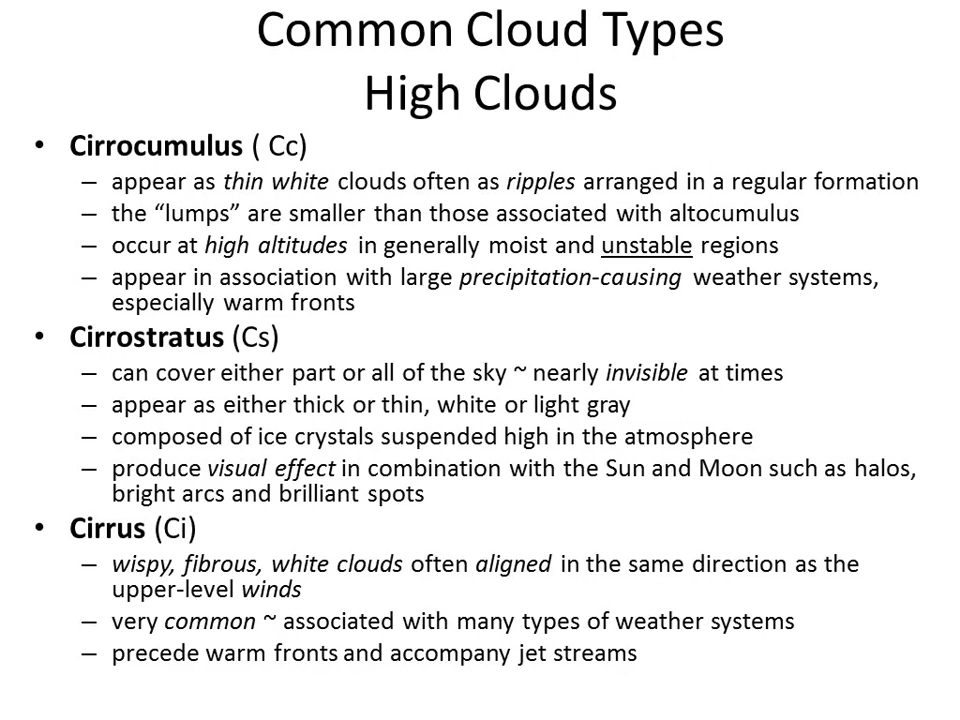 Common Cloud Types
High Clouds
• Cirrocumulus ( Cc)
– appear as thin white clouds often as ripples arranged in a regular formation
– the “lumps” are smaller than those associated with altocumulus
– occur at high altitudes in generally moist and unstable regions
– appear in association with large precipitation-causing weather systems,
especially warm fronts
• Cirrostratus (Cs)
– can cover either part or all of the sky ~ nearly invisible at times
– appear as either thick or thin, white or light gray
– composed of ice crystals suspended high in the atmosphere
– produce visual effect in combination with the Sun and Moon such as halos,
bright arcs and brilliant spots
• Cirrus (Ci)
– wispy, fibrous, white clouds often aligned in the same direction as the
upper-level winds
– very common ~ associated with many types of weather systems
– precede warm fronts and accompany jet streams